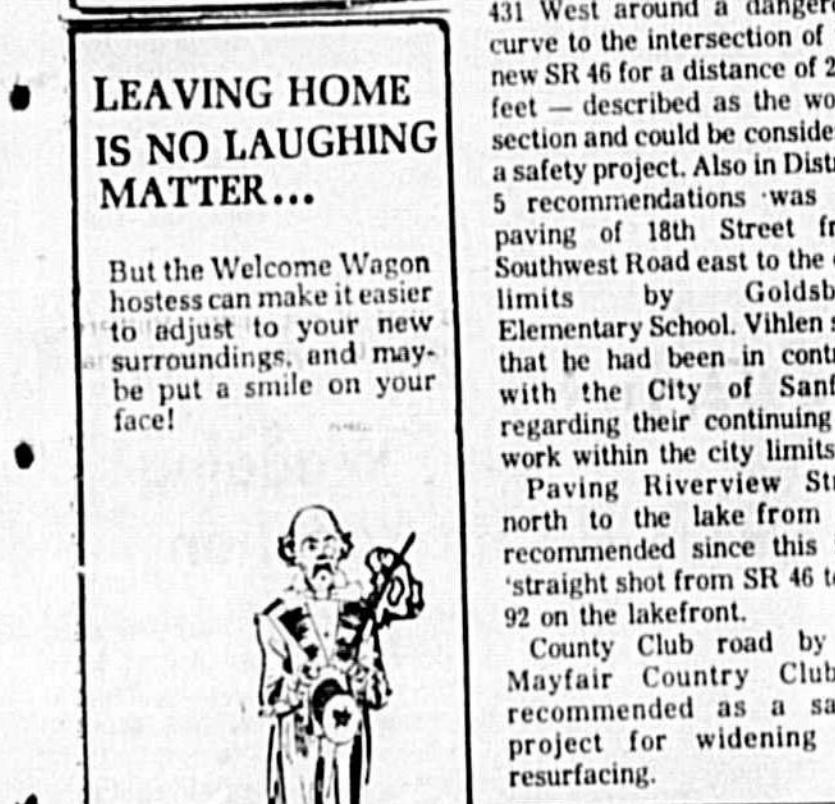 LEAVING HOME
IS NO LAUGHING
MATTER...
But the Welcome Wagon
hostess can make it easier
to adjust to your new
surroundings, and may-
be put a smile on your
face!
431 West around a
curve to the intersection of
new SR 46 for a distance of
feet — described as the
section and could be
a safety project. Also in
5 recommendations was
paving of 18th Street
Southwest Road east to the
limits by
Elementary School. Vihlen
that he had been in
with the City of
regarding their continuing
work within the city limits
Paving Riverview
north to the lake from
recommended since this
'straight shot from SR 46
92 on the lakefront.
County Club road by
Mayfair Country Club
recommended as a
project for widening
resurfacing.